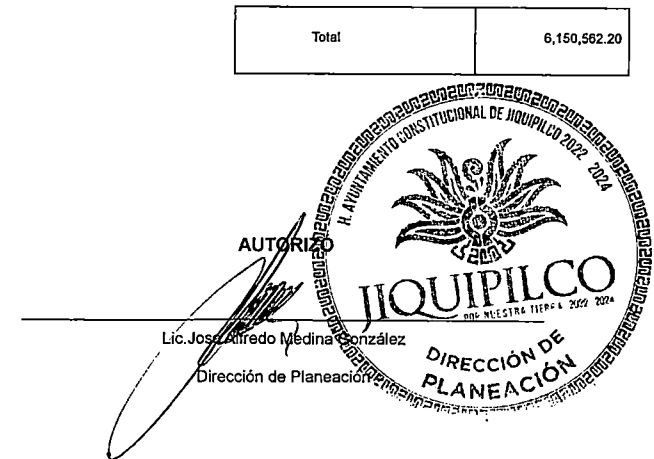 Total 6,150,562.20
H. AYUNTAMIENTO CONSTITUCIONAL DE JIQUIPILCO 2022 2024
AUTORIZO
JIQUIPILCO
POR NUESTRA TIERRA 2022 2024
Lic. José Alfredo Medina González
DIRECCIÓN DE
Dirección de Planeación
PLANEACIÓN